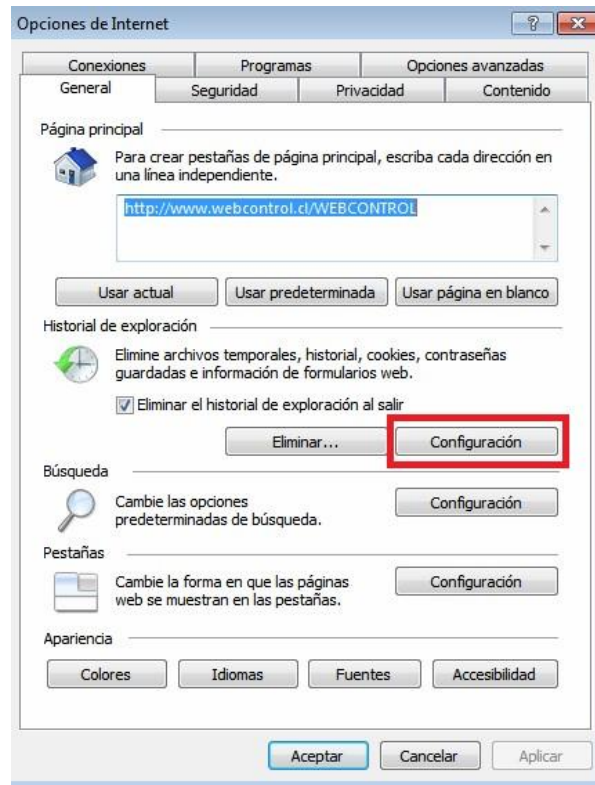 Opciones de Internet
Conexiones Programas Opciones avanzadas
General Seguridad Privacidad Contenido
Página principal
Para crear pestañas de página principal, escriba cada dirección en
una línea independiente.
http://www.webcontrol.cl/WEBCONTROL
Usar actual Usar predeterminada Usar página en blanco
Historial de exploración
Elimine archivos temporales, historial, cookies, contraseñas
guardadas e información de formularios web.
Eliminar el historial de exploración al salir
Eliminar... Configuración
Búsqueda
Cambie las opciones
predeterminadas de búsqueda.
Configuración
Pestañas
Cambie la forma en que las páginas
web se muestran en las pestañas.
Configuración
Apariencia
Colores Idiomas Fuentes Accesibilidad
Aceptar Cancelar Aplicar